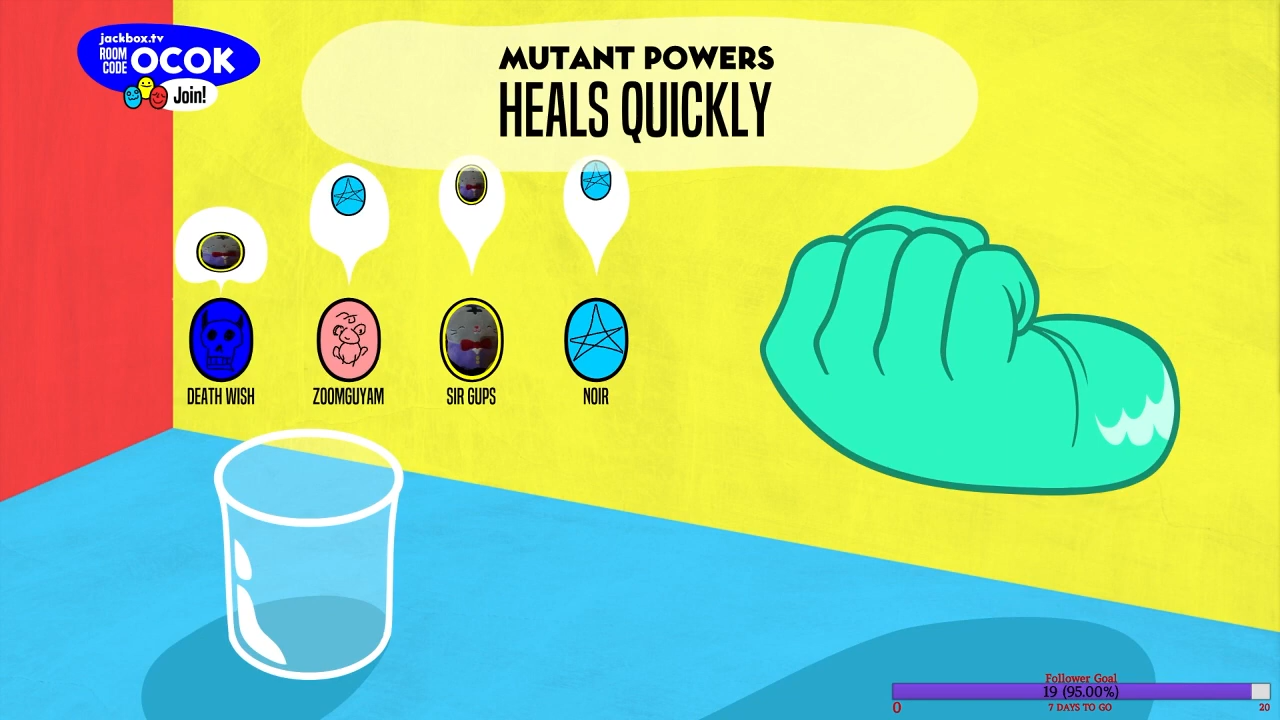 jackbox.tv
ROOM CODE OCOK
Join!
MUTANT POWERS
HEALS QUICKLY
DEATH WISH
ZOOMGUYAM
SIR GUPS
NOIR
Follower Goal
19 (95.00%)
0 7 DAYS TO GO 20